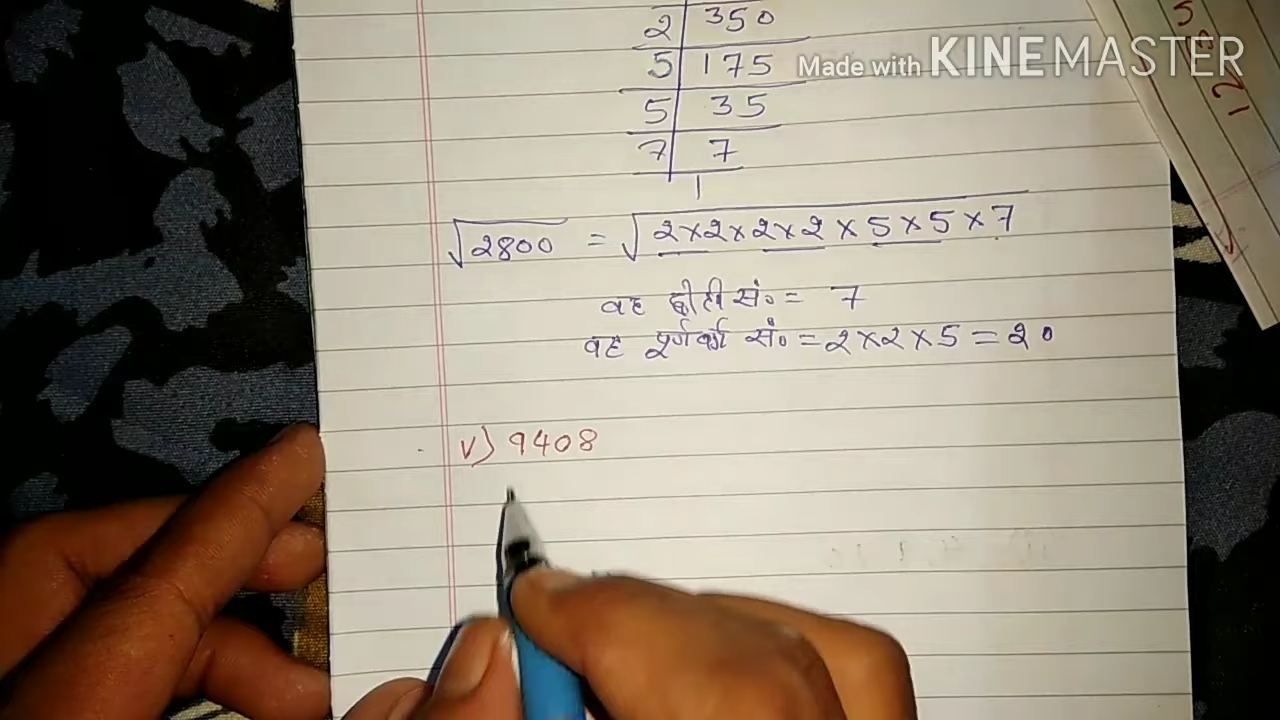 2 350
5 175
Made with KINEMASTER
5 35
7 7
1
√2800 = √2×2×2×2×5×5×7
वह छोटी सं० = 7
वह पूर्ण वर्ग सं० = 2×2×5 = 20
v) 9408